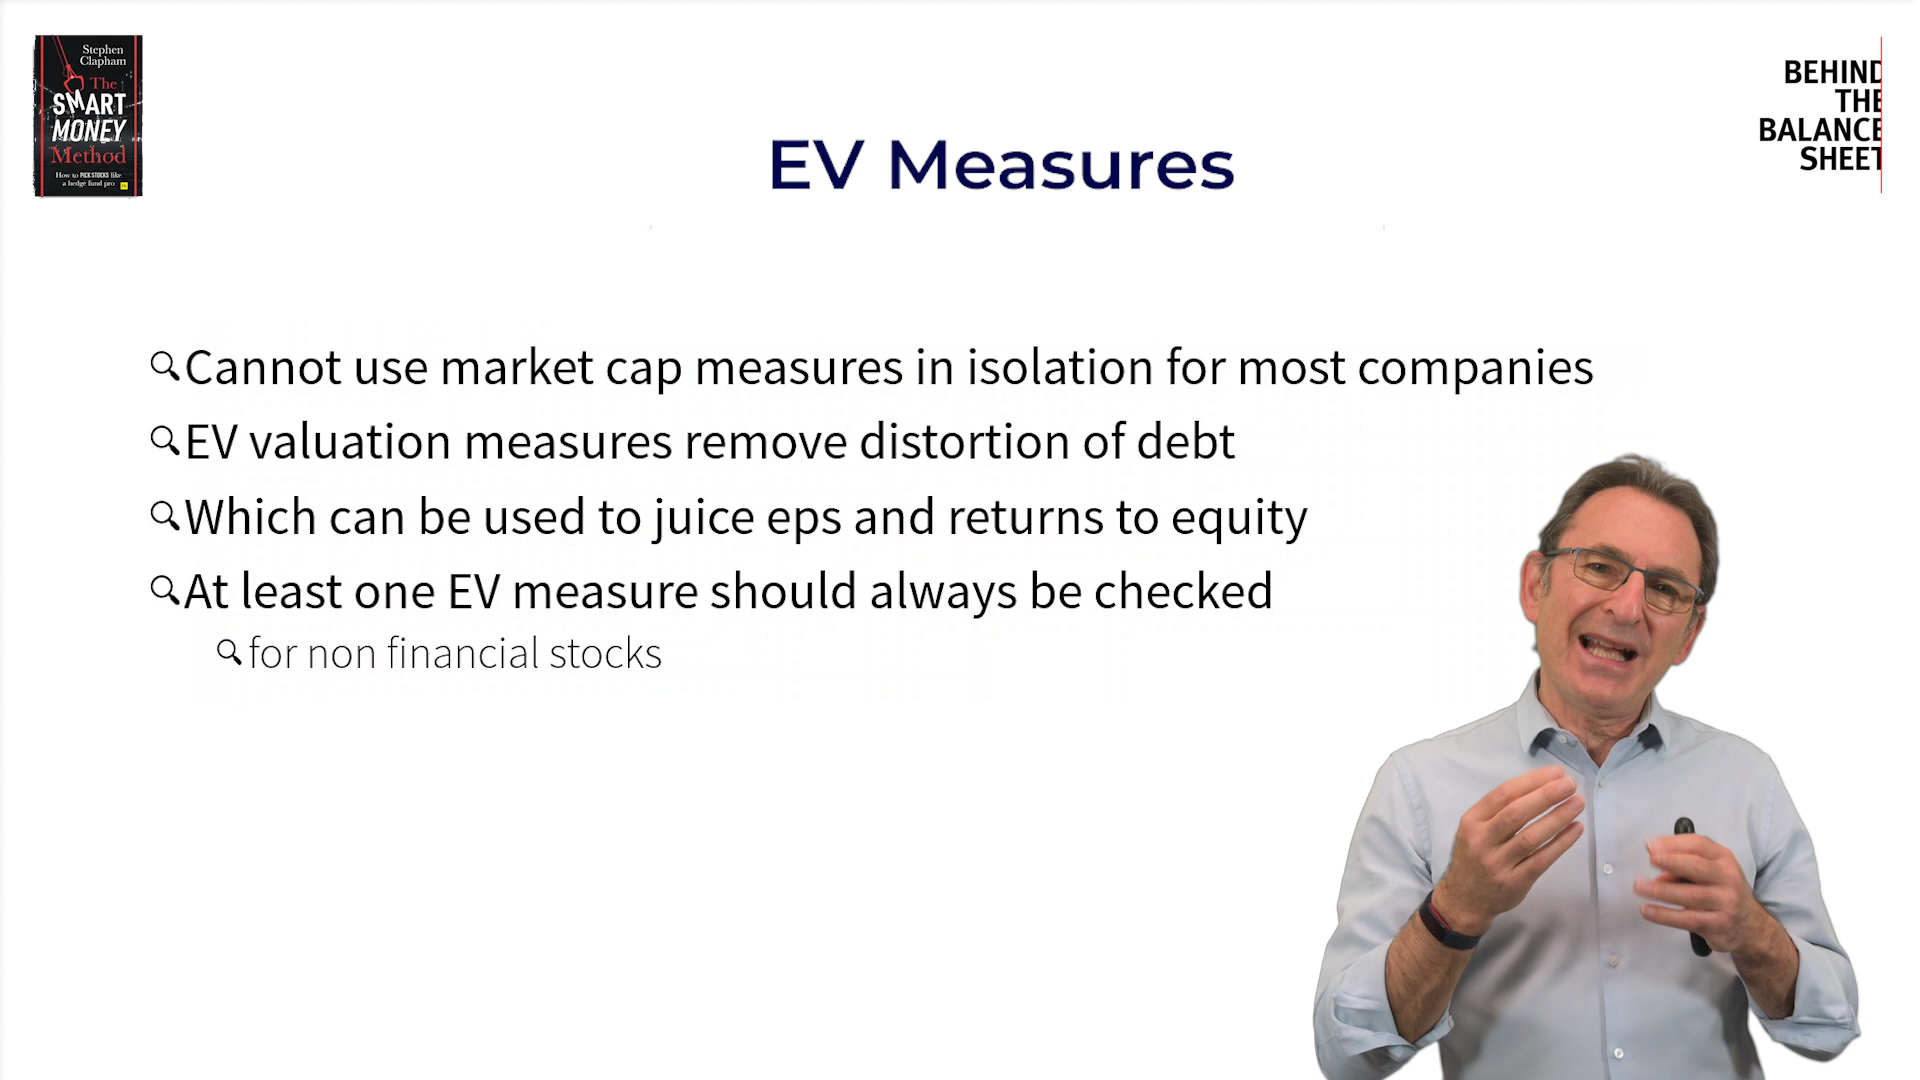 Stephen
Clapham
The
SMART
MONEY
Method
How to PICK STOCKS like
a hedge fund pro
BEHIND
THE
BALANCE
SHEET
EV Measures
Cannot use market cap measures in isolation for most companies
EV valuation measures remove distortion of debt
Which can be used to juice eps and returns to equity
At least one EV measure should always be checked
for non financial stocks